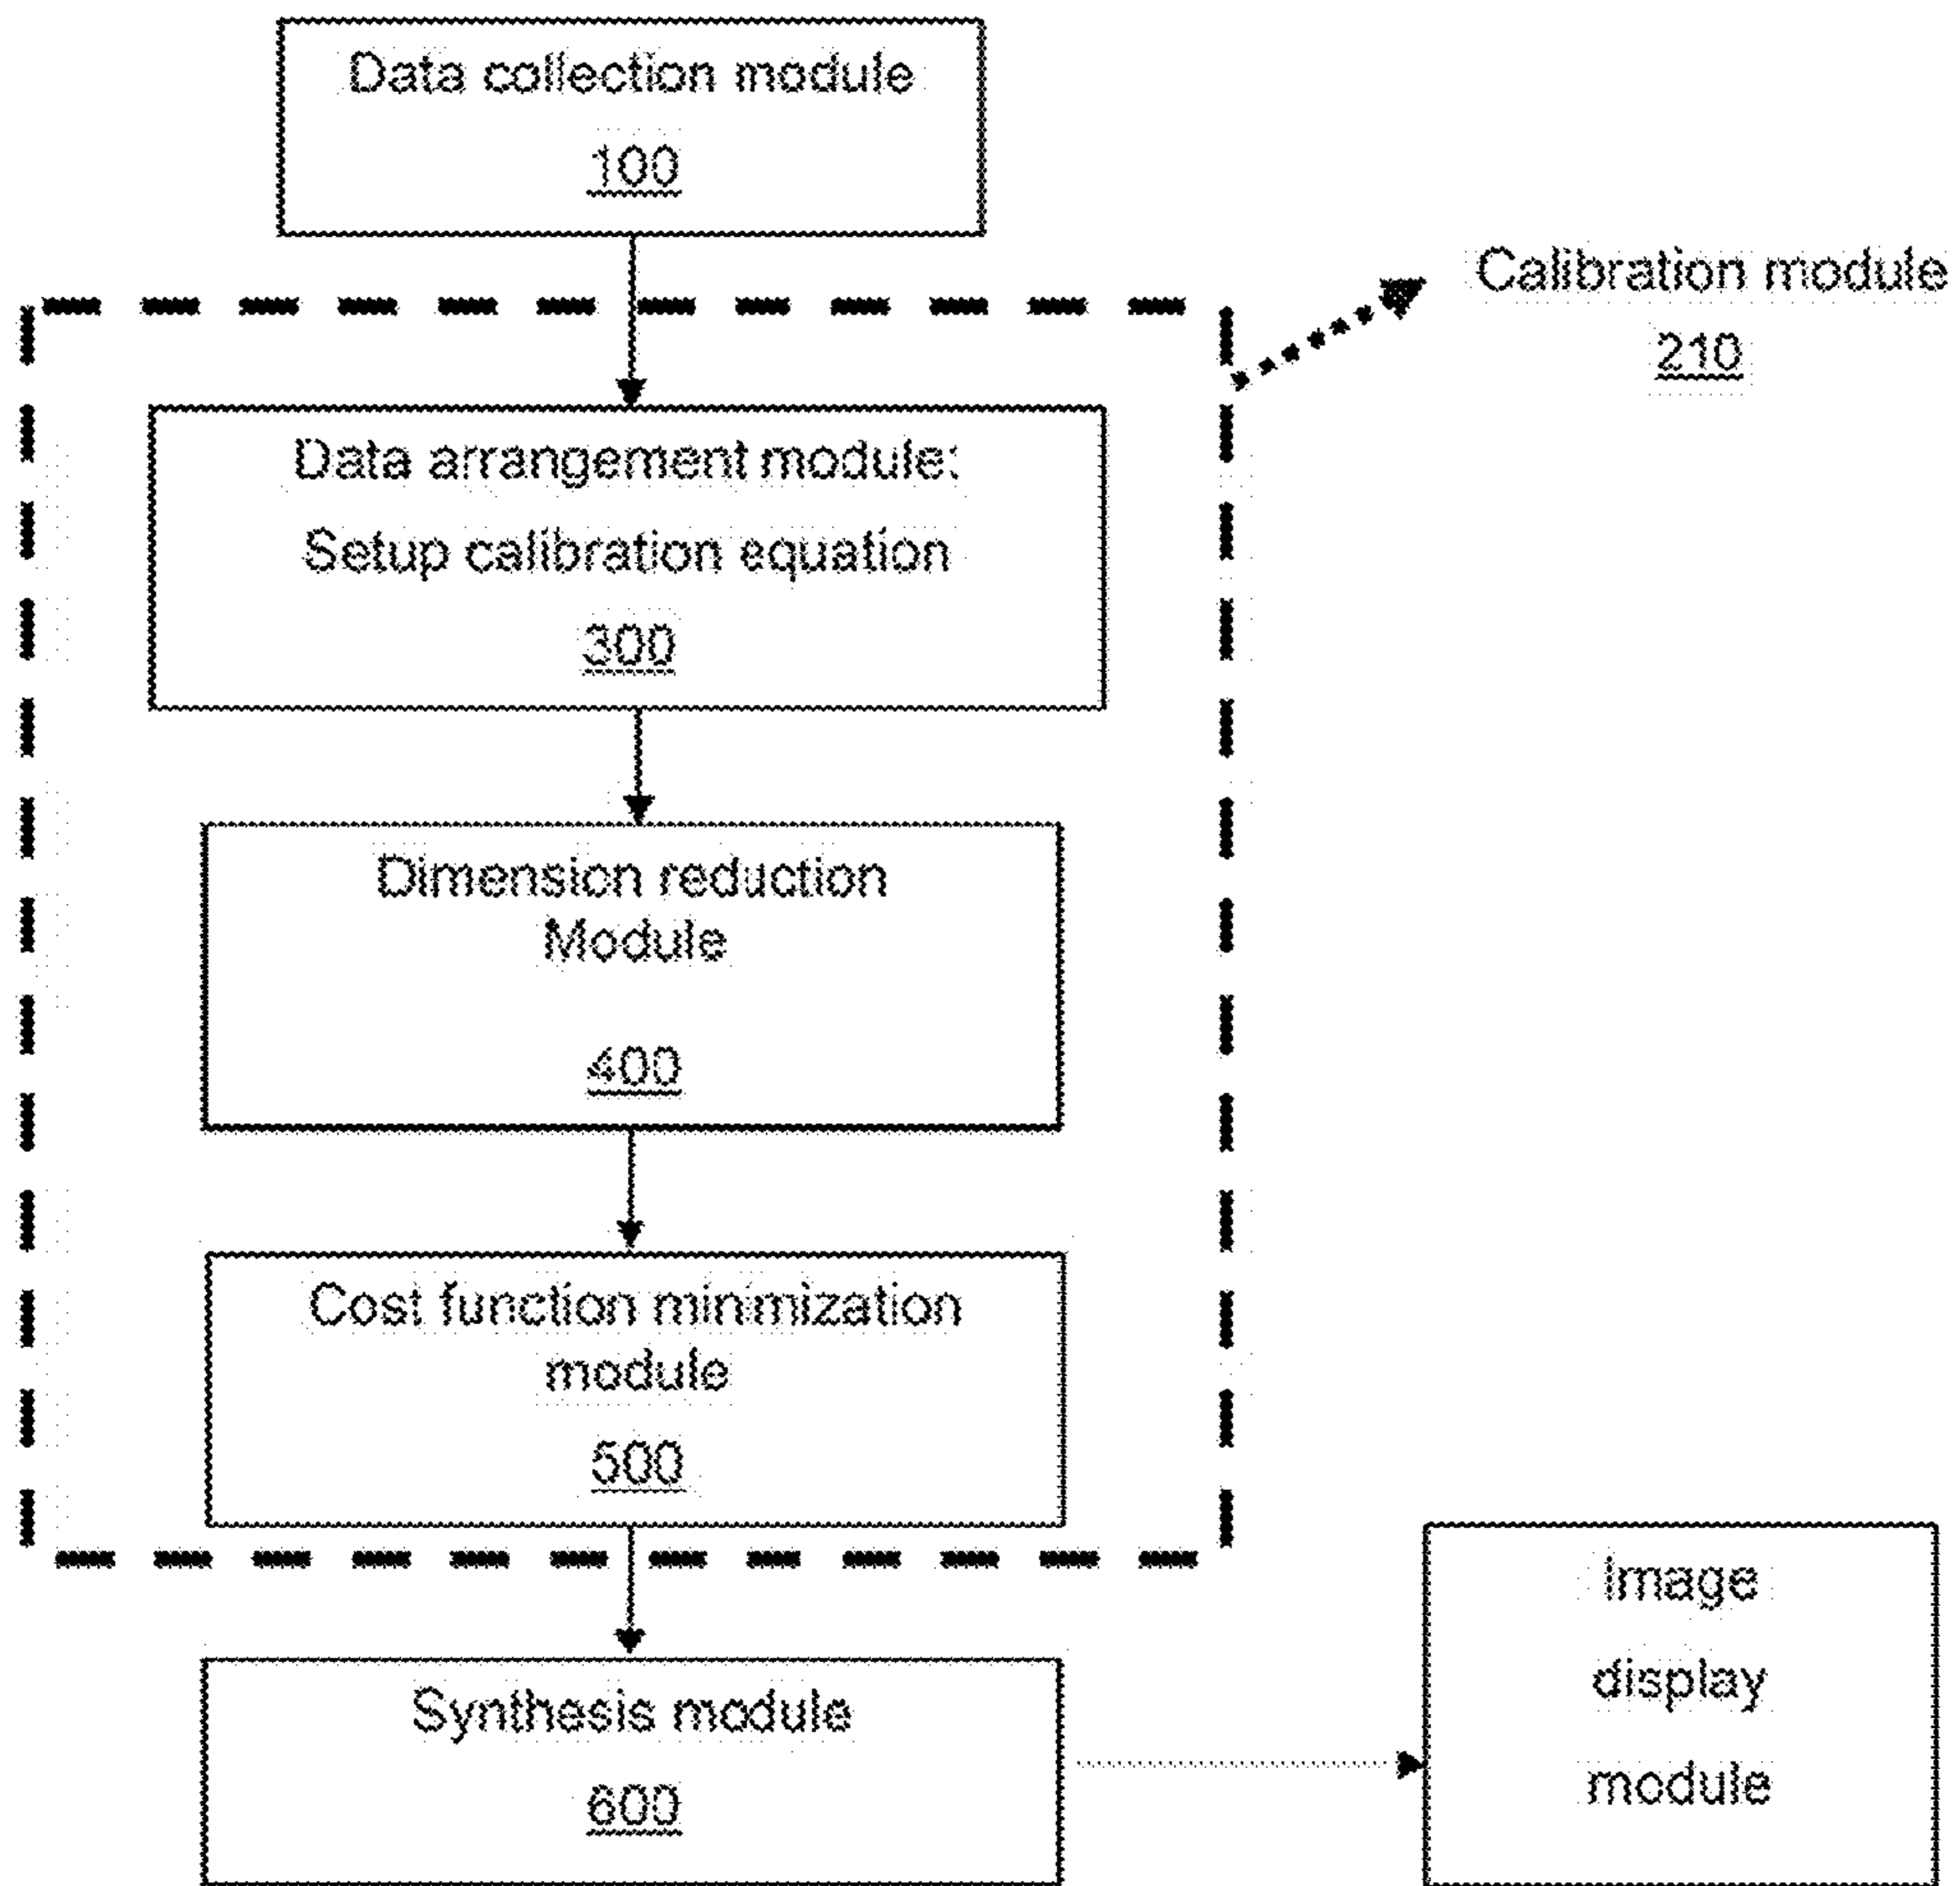 Data collection module
100
Calibration module
210
Data arrangement module:
Setup calibration equation
300
Dimension reduction
Module
400
Cost function minimization
module
500
Synthesis module
600
Image
display
module